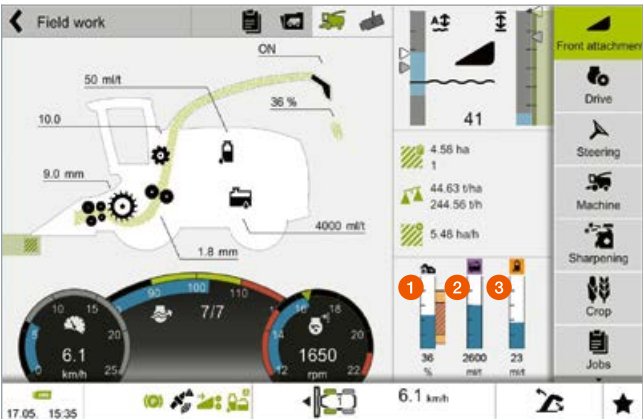 Field work
ON
50 ml/t
36 %
10.0
9.0 mm
4000 ml/t
1.8 mm
A
41
4.56 ha
1
44.63 t/ha
244.56 t/h
5.48 ha/h
1
2
3
36
%
2600
ml/t
23
ml/t
90
100
110
7/7
5
10
15
20
25
6.1
km/h
12
14
16
18
20
22
1650
rpm
Front attachment
Drive
Steering
Machine
Sharpening
Crop
Jobs
17.05. 15:35
1
6.1 km/h